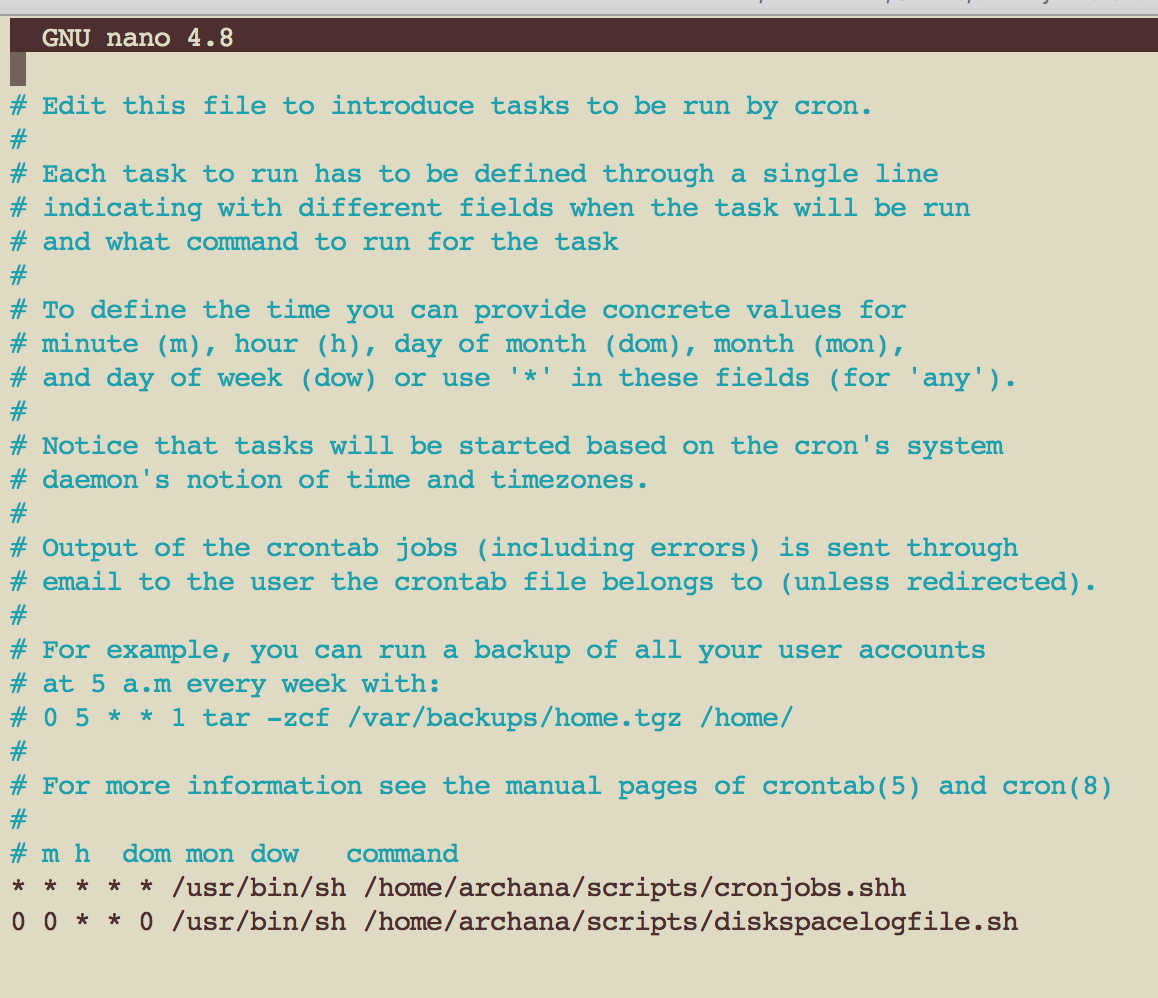 GNU nano 4.8
# Edit this file to introduce tasks to be run by cron.
#
# Each task to run has to be defined through a single line
# indicating with different fields when the task will be run
# and what command to run for the task
#
# To define the time you can provide concrete values for
# minute (m), hour (h), day of month (dom), month (mon),
# and day of week (dow) or use '*' in these fields (for 'any').
#
# Notice that tasks will be started based on the cron's system
# daemon's notion of time and timezones.
#
# Output of the crontab jobs (including errors) is sent through
# email to the user the crontab file belongs to (unless redirected).
#
# For example, you can run a backup of all your user accounts
# at 5 a.m every week with:
# 0 5 * * 1 tar -zcf /var/backups/home.tgz /home/
#
# For more information see the manual pages of crontab(5) and cron(8)
#
# m h  dom mon dow   command
* * * * * /usr/bin/sh /home/archana/scripts/cronjobs.shh
0 0 * * 0 /usr/bin/sh /home/archana/scripts/diskspacelogfile.sh